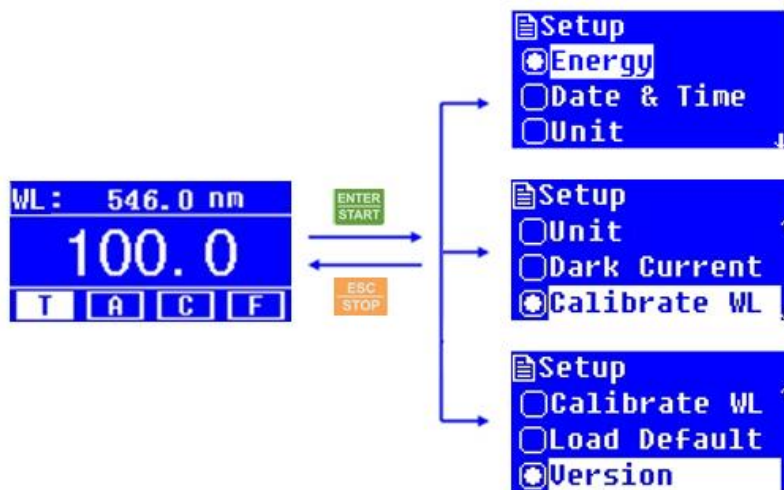 WL: 546.0 nm
100.0
T A C F
ENTER
START
ESC
STOP
Setup
Energy
Date & Time
Unit
Setup
Unit
Dark Current
Calibrate WL
Setup
Calibrate WL
Load Default
Version